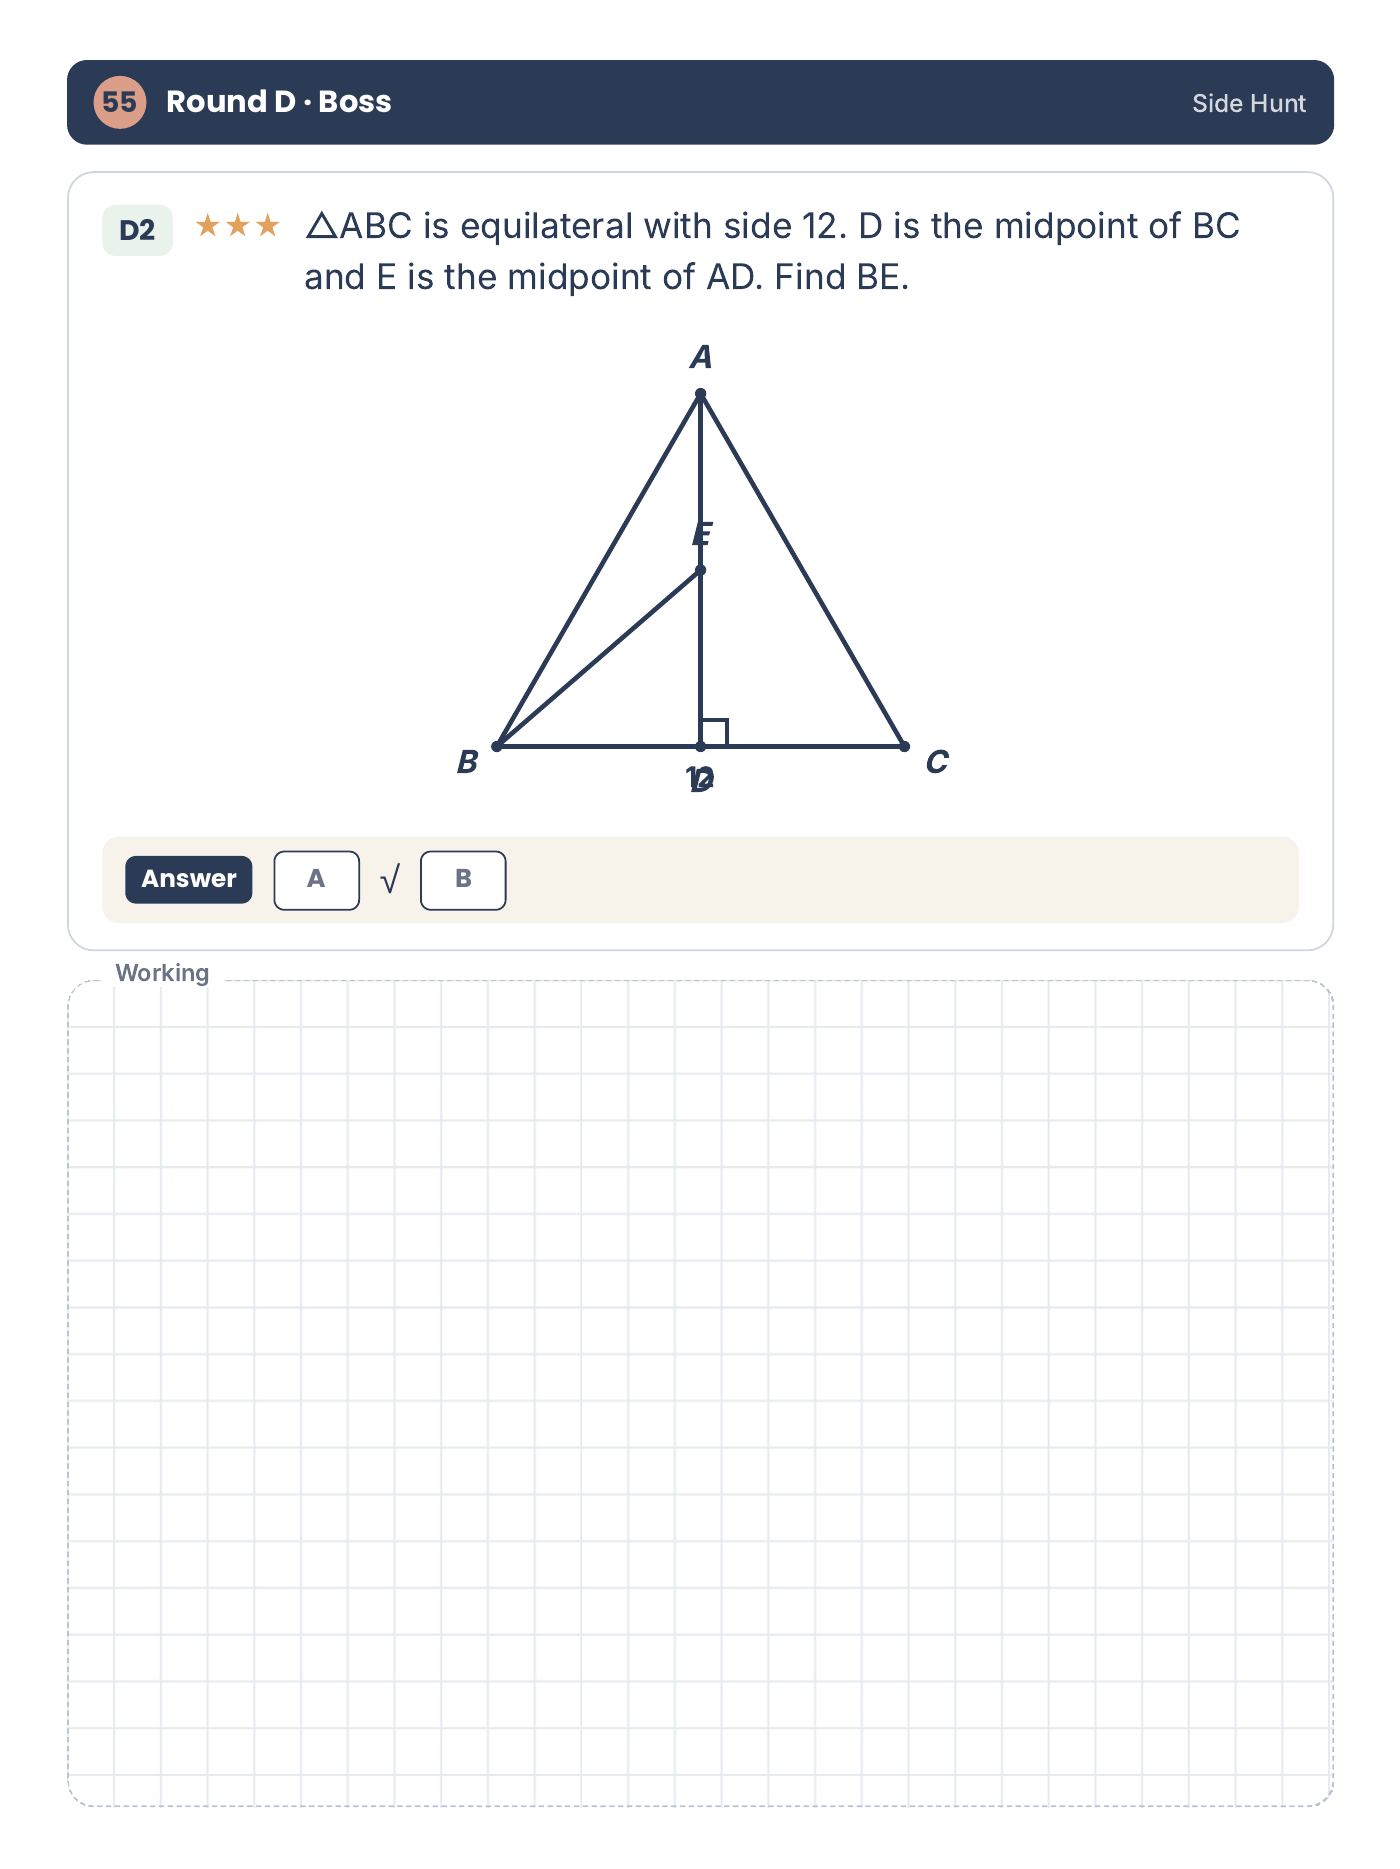 55 Round D · Boss Side Hunt
D2 ★★★ △ABC is equilateral with side 12. D is the midpoint of BC
and E is the midpoint of AD. Find BE.
A
E
B C
12
D
Answer A √ B
Working